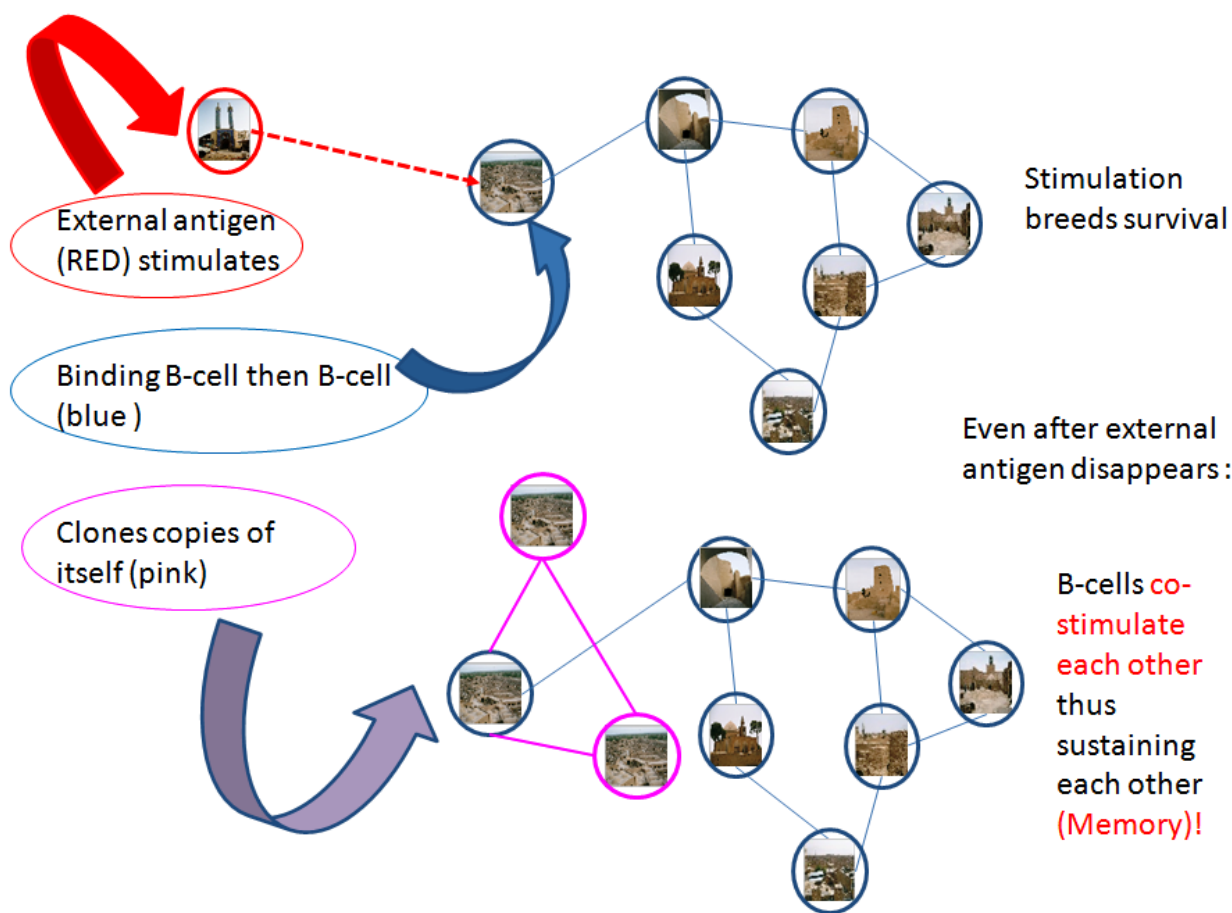 External antigen
(RED) stimulates
Binding B-cell then B-cell
(blue )
Clones copies of
itself (pink)
Stimulation
breeds survival
Even after external
antigen disappears :
B-cells co-
stimulate
each other
thus
sustaining
each other
(Memory)!